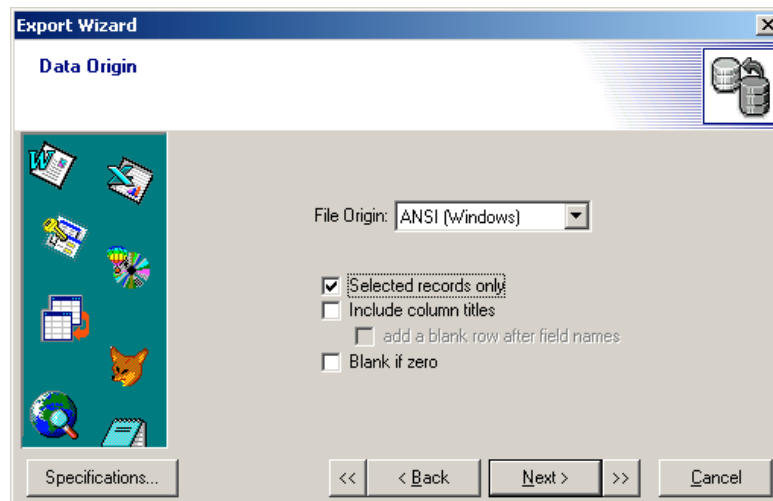 Export Wizard
Data Origin
File Origin: ANSI (Windows)
Selected records only
Include column titles
add a blank row after field names
Blank if zero
Specifications... << < Back Next > >> Cancel